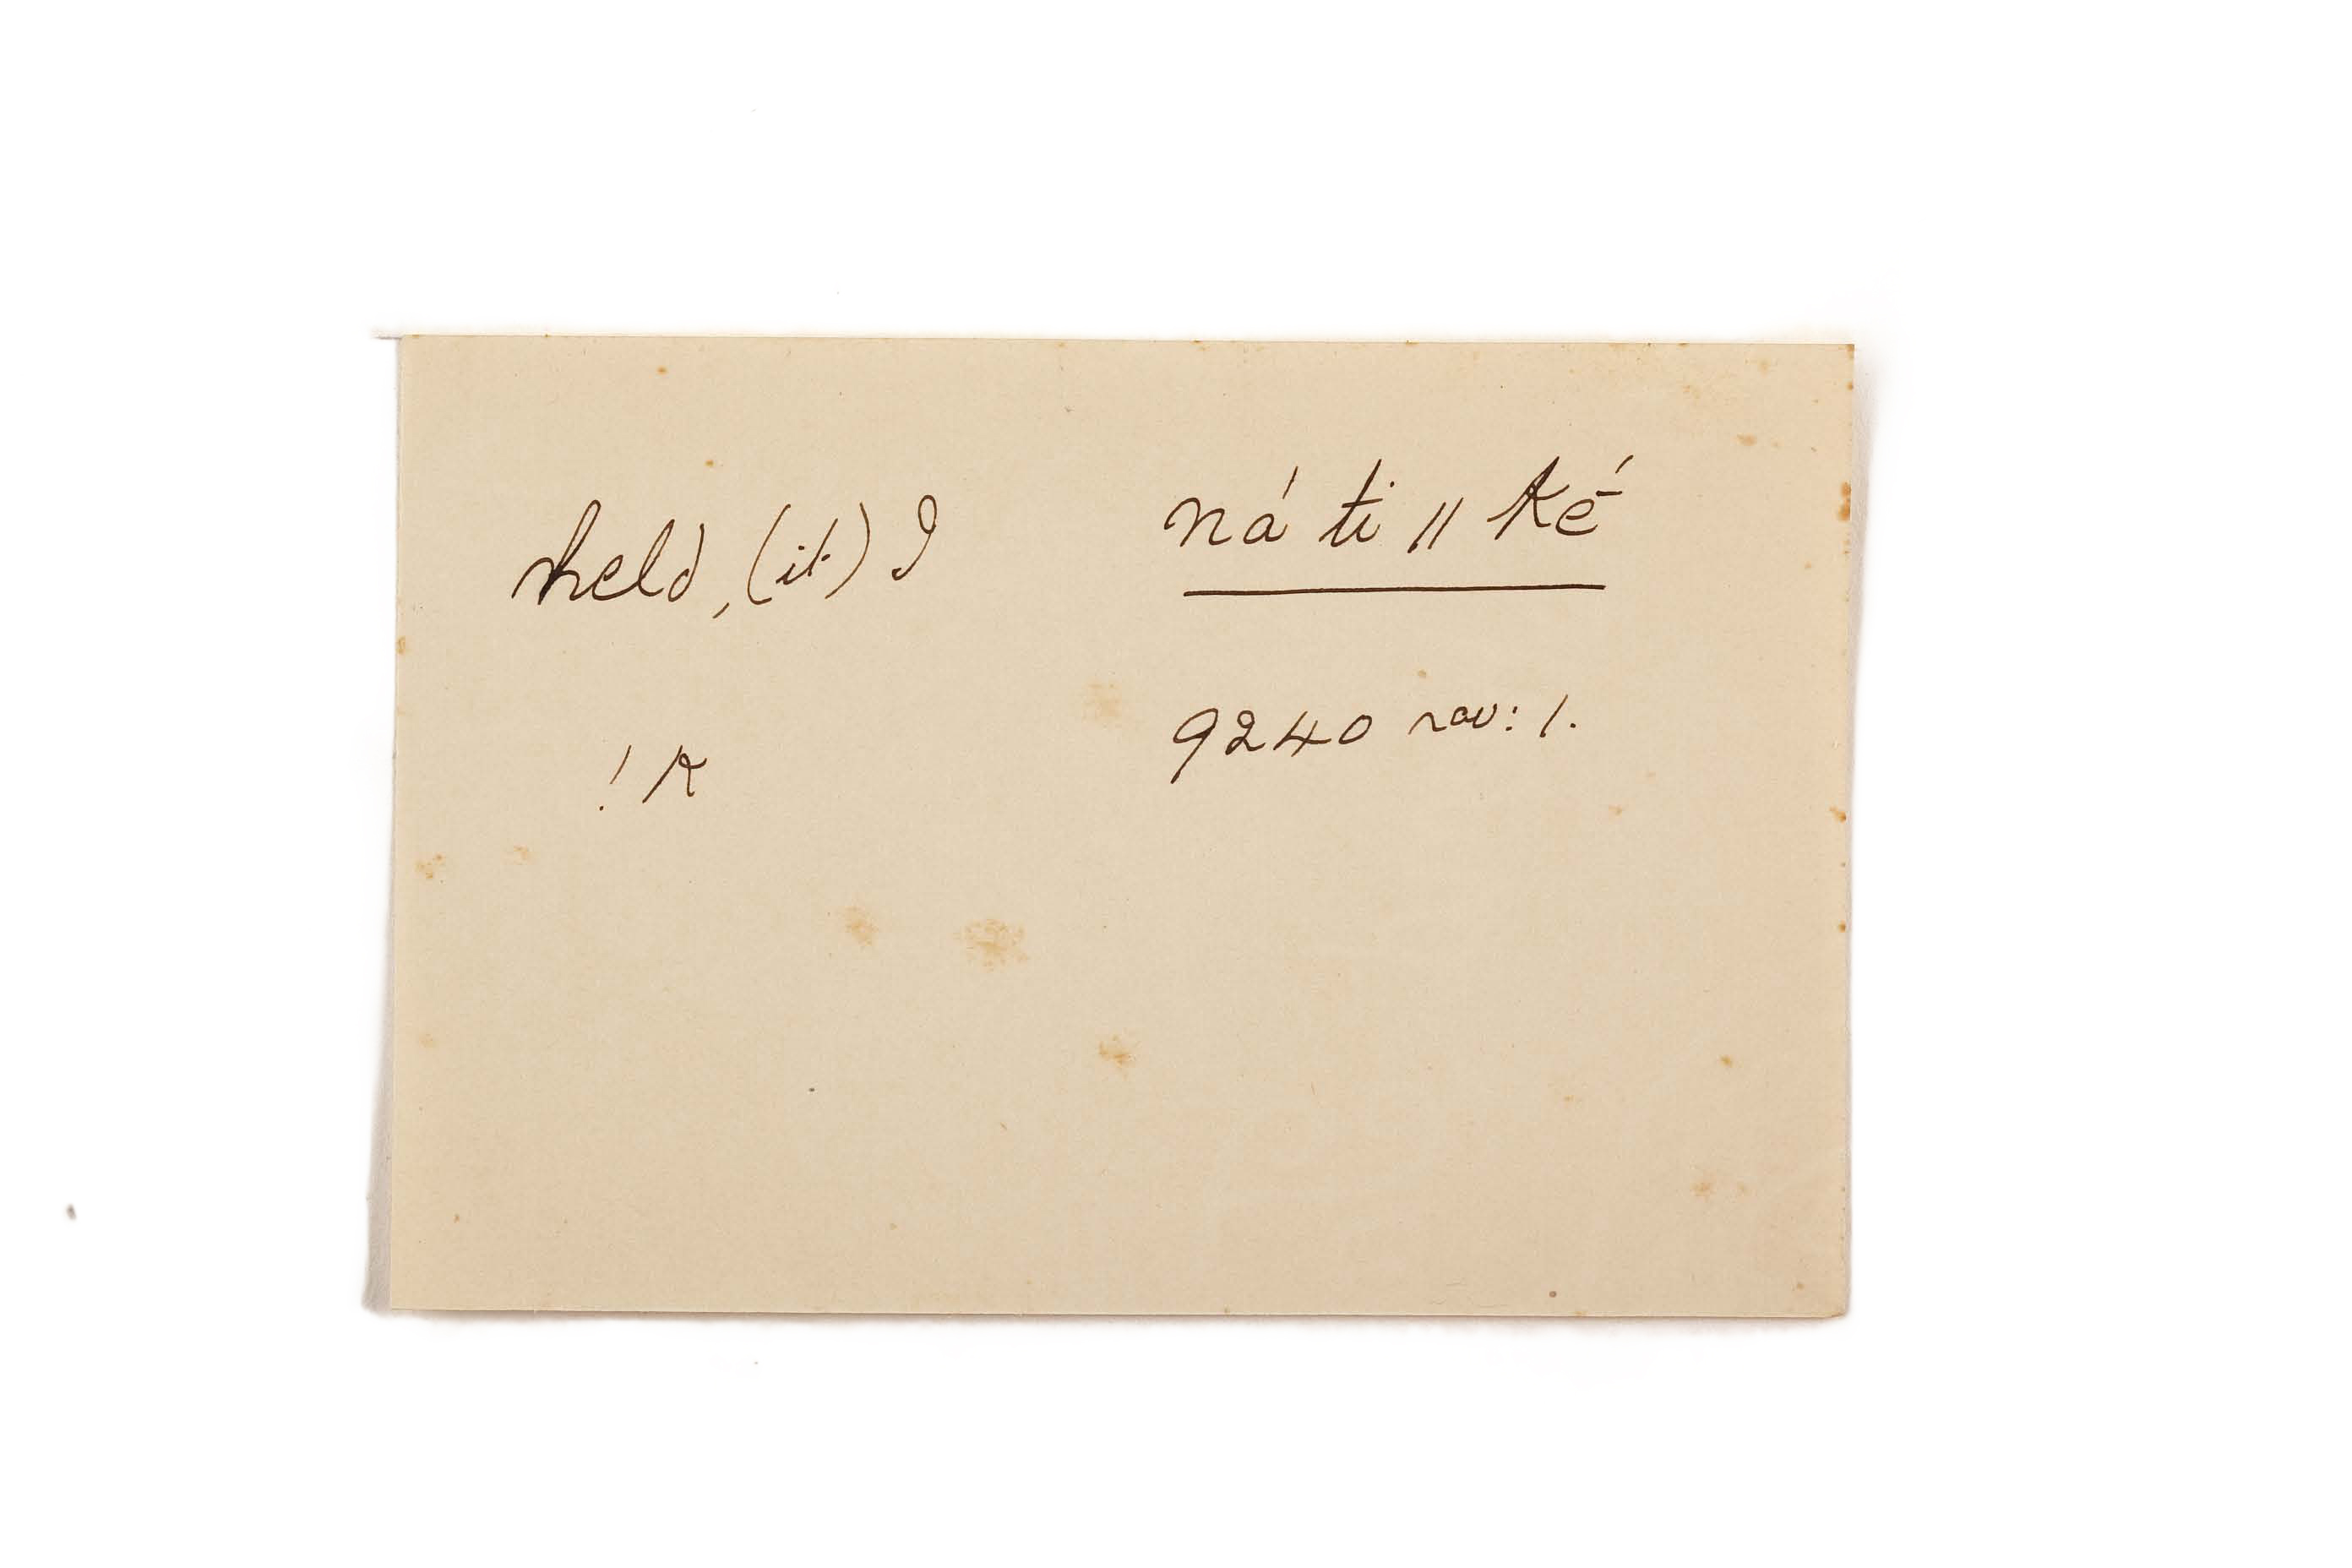 held, (it) I
ná ti ǁ ké
! K
9240 rev: 1.